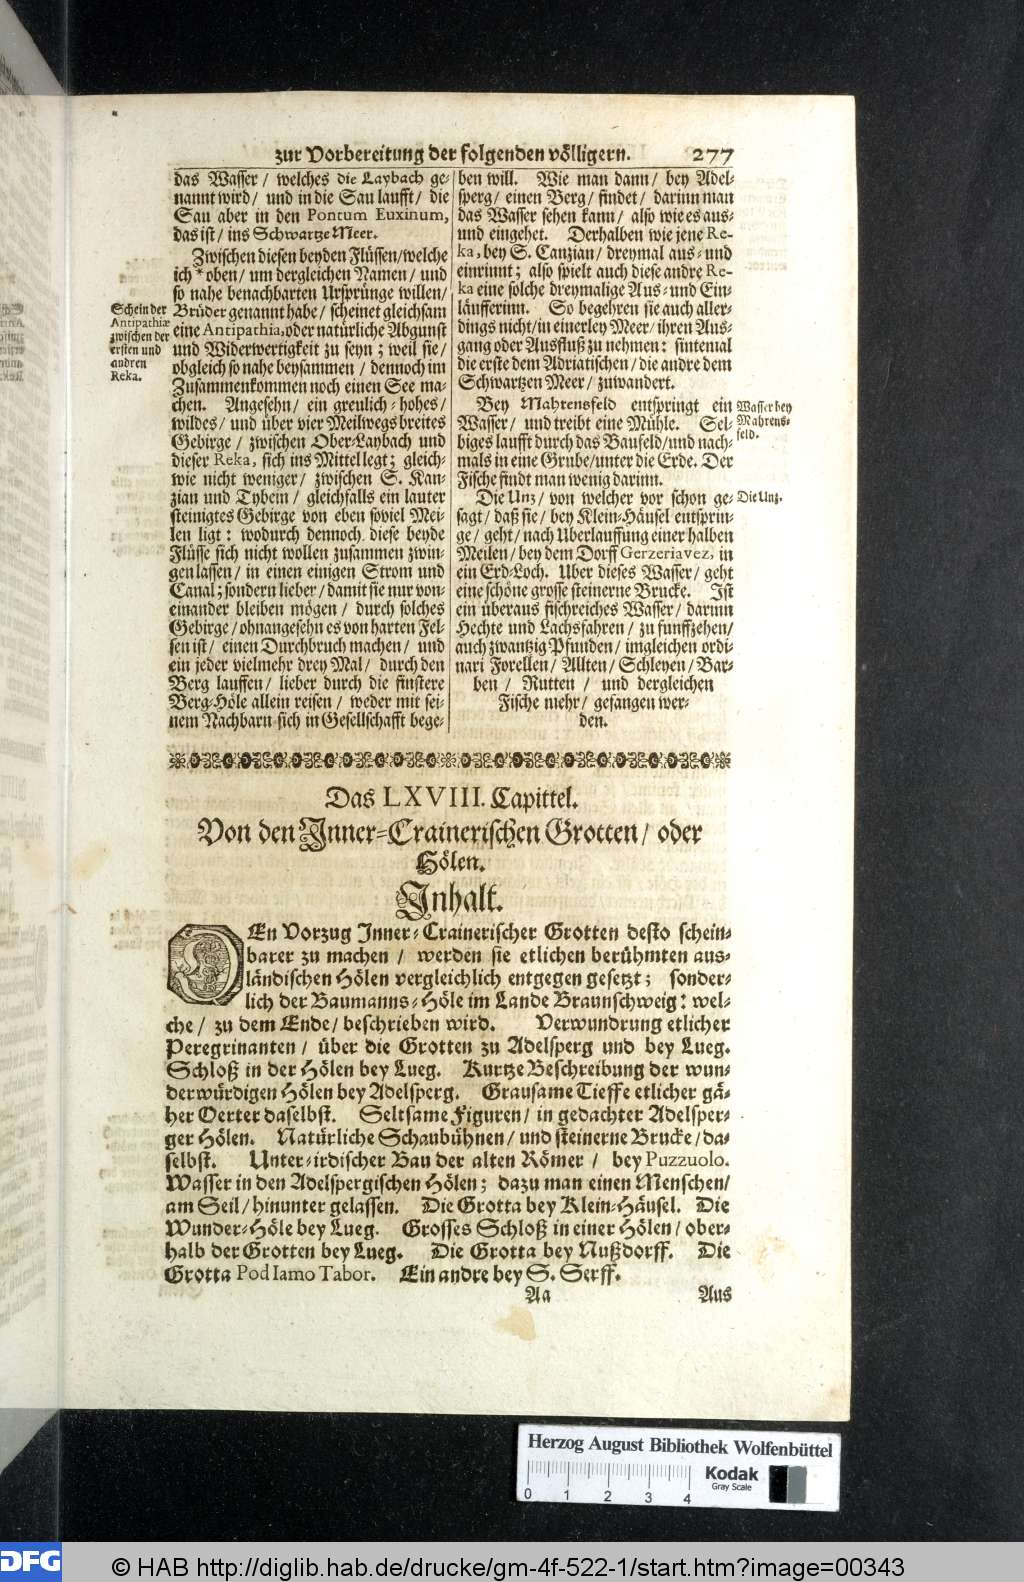 zur Vorbereitung der folgenden völligern. 277
das Wasser / welches die Laybach ge-
nannt wird / und in die Sau laufft / die
Sau aber in den Pontum Euxinum,
das ist / ins Schwartze Meer.
Zwischen diesen beyden Flüssen / welche
ich * oben / um dergleichen Namen / und
so nahe benachbarten Ursprünge willen /
Brüder genannt habe / scheinet gleichsam
eine Antipathia, oder natürliche Abgunst
und Widerwertigkeit zu seyn ; weil sie /
obgleich so nahe beysammen / dennoch im
Zusammenkommen noch einen See ma-
chen. Angesehn / ein greulich-hohes /
wildes / und über vier Meilwegs breites
Gebirge / zwischen Ober-Laybach und
dieser Reka, sich ins Mittel legt ; gleich-
wie nicht weniger / zwischen S. Kan-
zian und Tybein / gleichfalls ein lauter
steinigtes Gebirge von eben soviel Mei-
len ligt : wodurch dennoch diese beyde
Flüsse sich nicht wollen zusammen zwin-
gen lassen / in einen einigen Strom und
Canal ; sondern lieber / damit sie nur von-
einander bleiben mögen / durch solches
Gebirge / ohnangesehn es von harten Fel-
sen ist / einen Durchbruch machen / und
ein jeder vielmehr drey Mal / durch den
Berg lauffen / lieber durch die finstere
Berg-Höle allein reisen / weder mit sei-
nem Nachbarn sich in Gesellschafft bege-
Schein der
Antipathiæ
zwischen der
ersten und
andren
Reka.
ben will. Wie man dann / bey Adel-
sperg / einen Berg / findet / darinn man
das Wasser sehen kann / also wie es aus-
und eingehet. Derhalben wie jene Re-
ka, bey S. Canzian / dreymal aus- und
einrinnt ; also spielt auch diese andre Re-
ka eine solche dreymalige Aus- und Ein-
läufferinn. So begehren sie auch aller-
dings nicht / in einerley Meer / ihren Aus-
gang oder Ausfluß zu nehmen : sintemal
die erste dem Adriatischen / die andre dem
Schwartzen Meer / zuwandert.
Bey Mahrensfeld entspringt ein
Wasser / und treibt eine Mühle. Sel-
biges laufft durch das Baufeld / und nach-
mals in eine Grube / unter die Erde. Der
Fische findt man wenig darinn.
Die Unz / von welcher vor schon ge-
sagt / daß sie / bey Klein-Häusel entsprin-
ge / geht / nach Uberlauffung einer halben
Meilen / bey dem Dorff Gerzeriavez, in
ein Erd-Loch. Uber dieses Wasser / geht
eine schöne grosse steinerne Brucke. Ist
ein überaus fischreiches Wasser / darinn
Hechte und Lachsfahren / zu funffzehen /
auch zwantzig Pfunden / imgleichen ordi-
nari Forellen / Allten / Schleyen / Bar-
ben / Rutten / und dergleichen
Fische mehr / gefangen wer-
den.
Wasser bey
Mahrens-
feld.
Die Unz.
Das LXVIII. Capittel.
Von den Inner-Crainerischen Grotten / oder
Hölen.
Inhalt.
DEn Vorzug Inner-Crainerischer Grotten desto schein-
barer zu machen / werden sie etlichen berühmten aus-
ländischen Hölen vergleichlich entgegen gesetzt ; sonder-
lich der Baumanns-Höle im Lande Braunschweig : wel-
che / zu dem Ende / beschrieben wird. Verwundrung etlicher
Peregrinanten / über die Grotten zu Adelsperg und bey Lueg.
Schloß in der Hölen bey Lueg. Kurtze Beschreibung der wun-
derwürdigen Hölen bey Adelsperg. Grausame Tieffe etlicher gä-
her Oerter daselbst. Seltsame Figuren / in gedachter Adelsper-
ger Hölen. Natürliche Schaubühnen / und steinerne Brucke / da-
selbst. Unter-irdischer Bau der alten Römer / bey Puzzuolo.
Wasser in den Adelspergischen Hölen ; dazu man einen Menschen /
am Seil / hinunter gelassen. Die Grotta bey Klein-Häusel. Die
Wunder-Höle bey Lueg. Grosses Schloß in einer Hölen / ober-
halb der Grotten bey Lueg. Die Grotta bey Nußdorff. Die
Grotta Pod Iamo Tabor. Ein andre bey S. Serff.
Aa Aus
Herzog August Bibliothek Wolfenbüttel
Kodak
Gray Scale
0 1 2 3 4
DFG © HAB http://diglib.hab.de/drucke/gm-4f-522-1/start.htm?image=00343